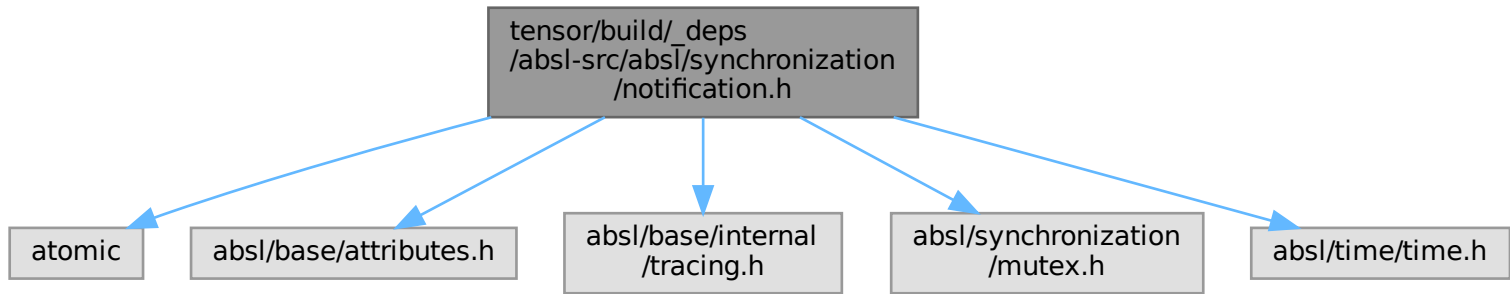 tensor/build/_deps
/absl-src/absl/synchronization
/notification.h
atomic
absl/base/attributes.h
absl/base/internal
/tracing.h
absl/synchronization
/mutex.h
absl/time/time.h